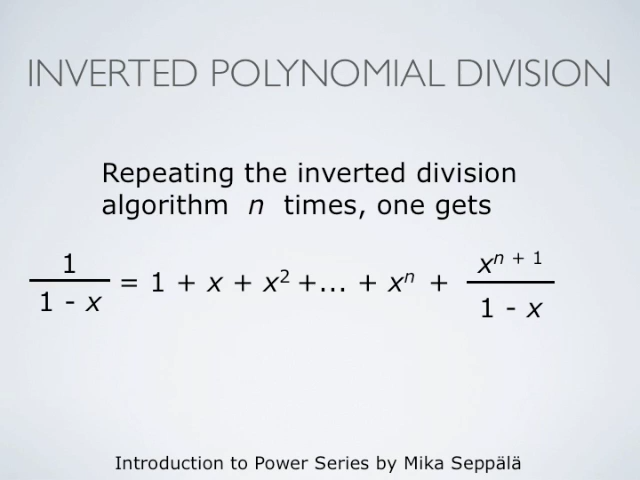 INVERTED POLYNOMIAL DIVISION
Repeating the inverted division
algorithm n times, one gets
1/(1 - x) = 1 + x + x² +... + xⁿ + xⁿ⁺¹/(1 - x)
Introduction to Power Series by Mika Seppälä